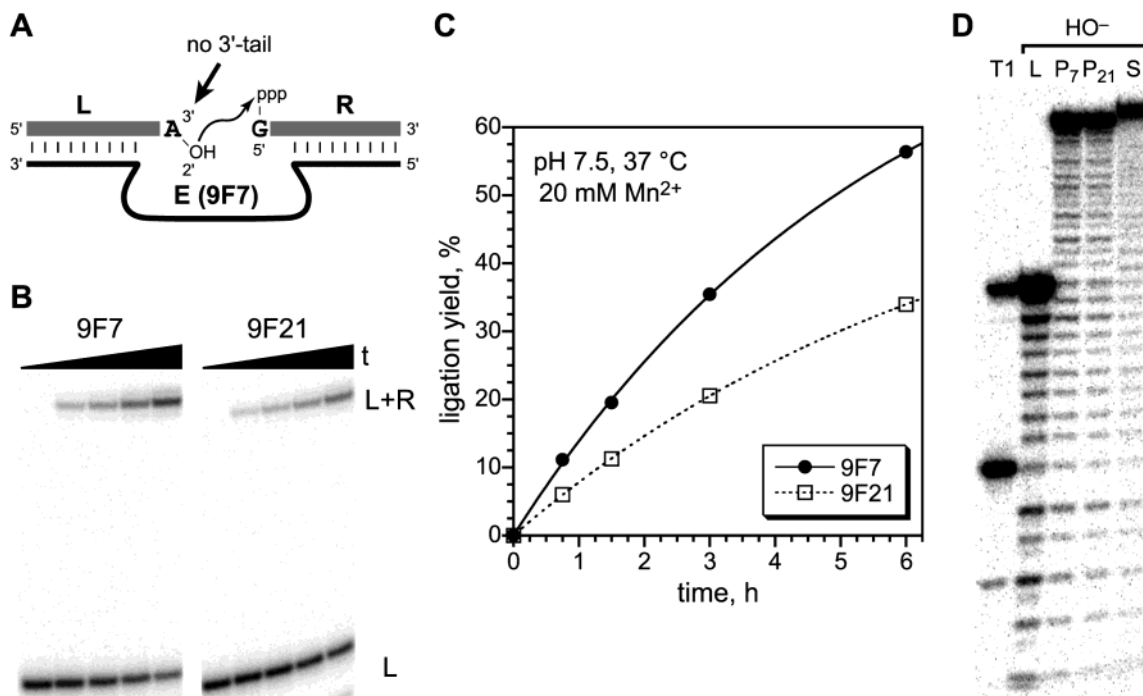 A
no 3'-tail
L
3'
ppp
R
5'
A
G
3'
OH
5'
3'
2'
5'
E (9F7)
B
9F7
9F21
t
L+R
L
C
pH 7.5, 37 °C
20 mM Mn2+
ligation yield, %
60
50
40
30
20
10
0
9F7
9F21
0
1
2
3
4
5
6
time, h
D
HO–
T1 L P7 P21 S